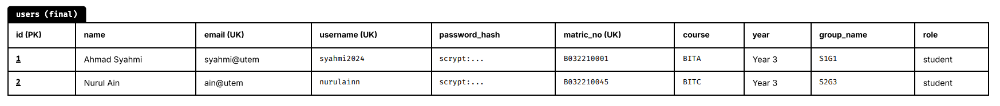 users (final)
id (PK) name email (UK) username (UK) password_hash matric_no (UK) course year group_name role
1 Ahmad Syahmi syahmi@utem syahmi2024 scrypt:... B032210001 BITA Year 3 S1G1 student
2 Nurul Ain ain@utem nurulainn scrypt:... B032210045 BITC Year 3 S2G3 student